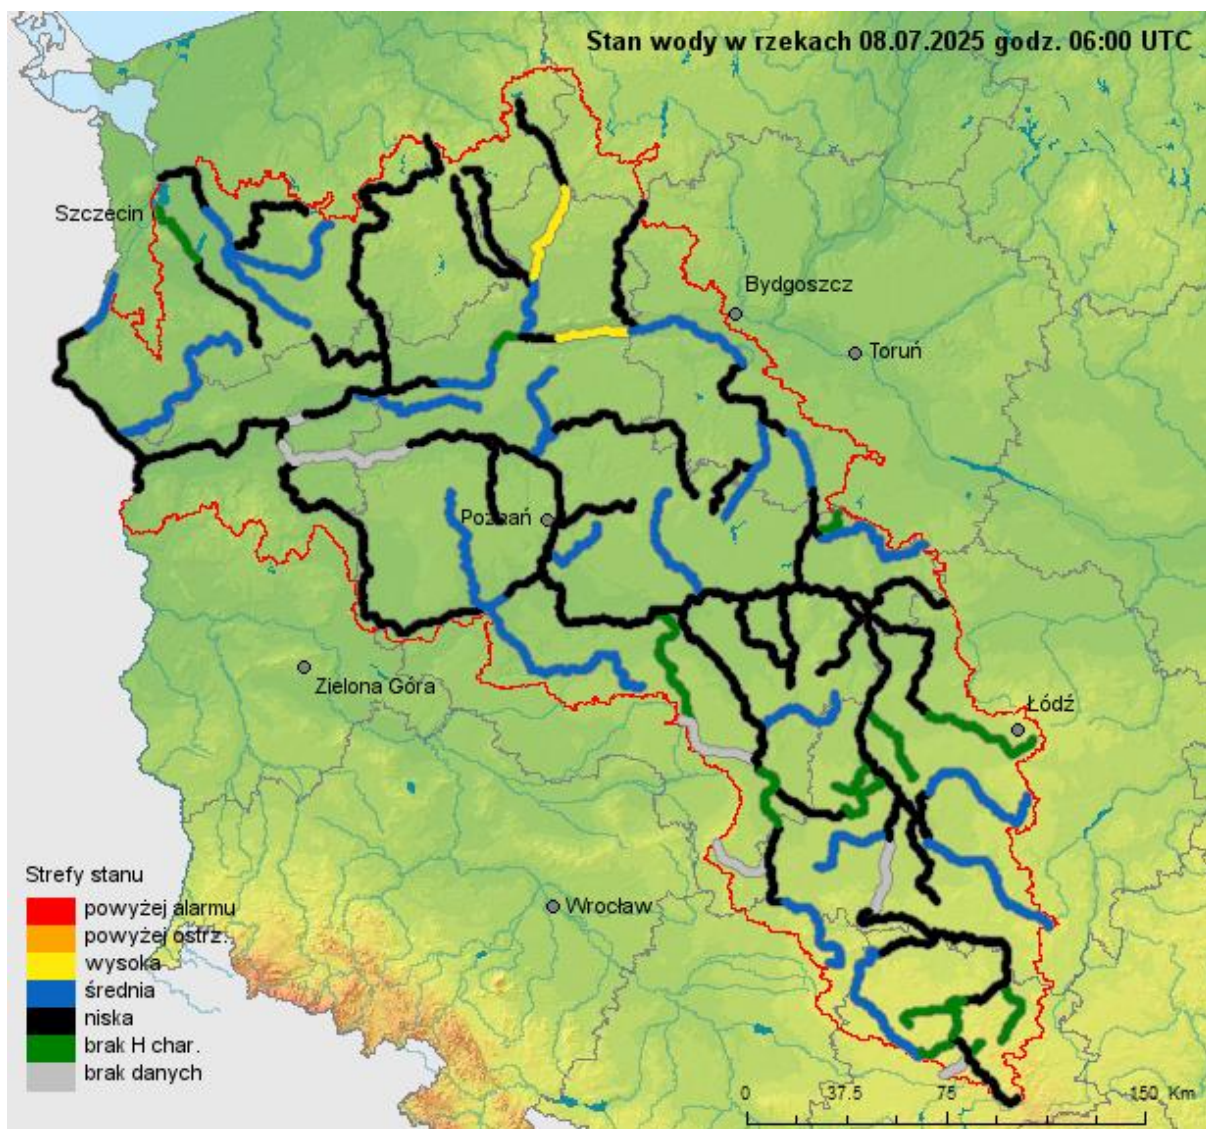 Stan wody w rzekach 08.07.2025 godz. 06:00 UTC
Szczecin
Bydgoszcz
Toruń
Poznań
Zielona Góra
Łódź
Wrocław
Strefy stanu
powyżej alarmu
powyżej ostrz.
wysoka
średnia
niska
brak H char.
brak danych
0 37.5 75 150 Km